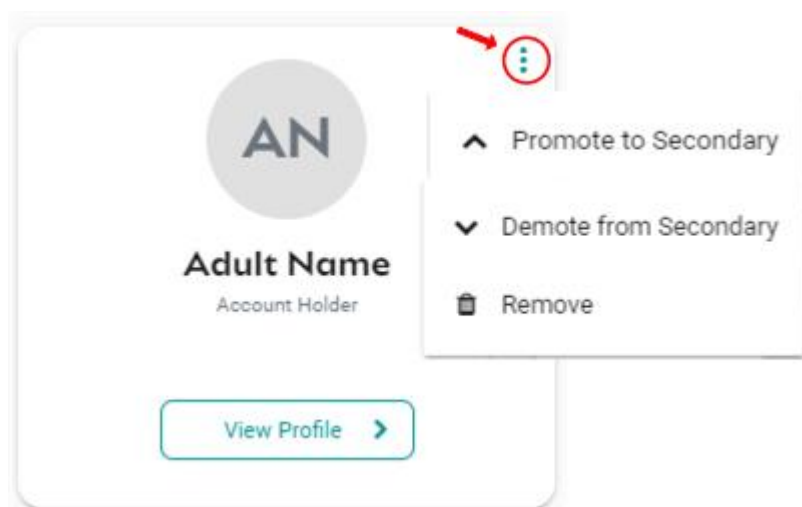 AN
Promote to Secondary
Demote from Secondary
Adult Name
Account Holder
Remove
View Profile